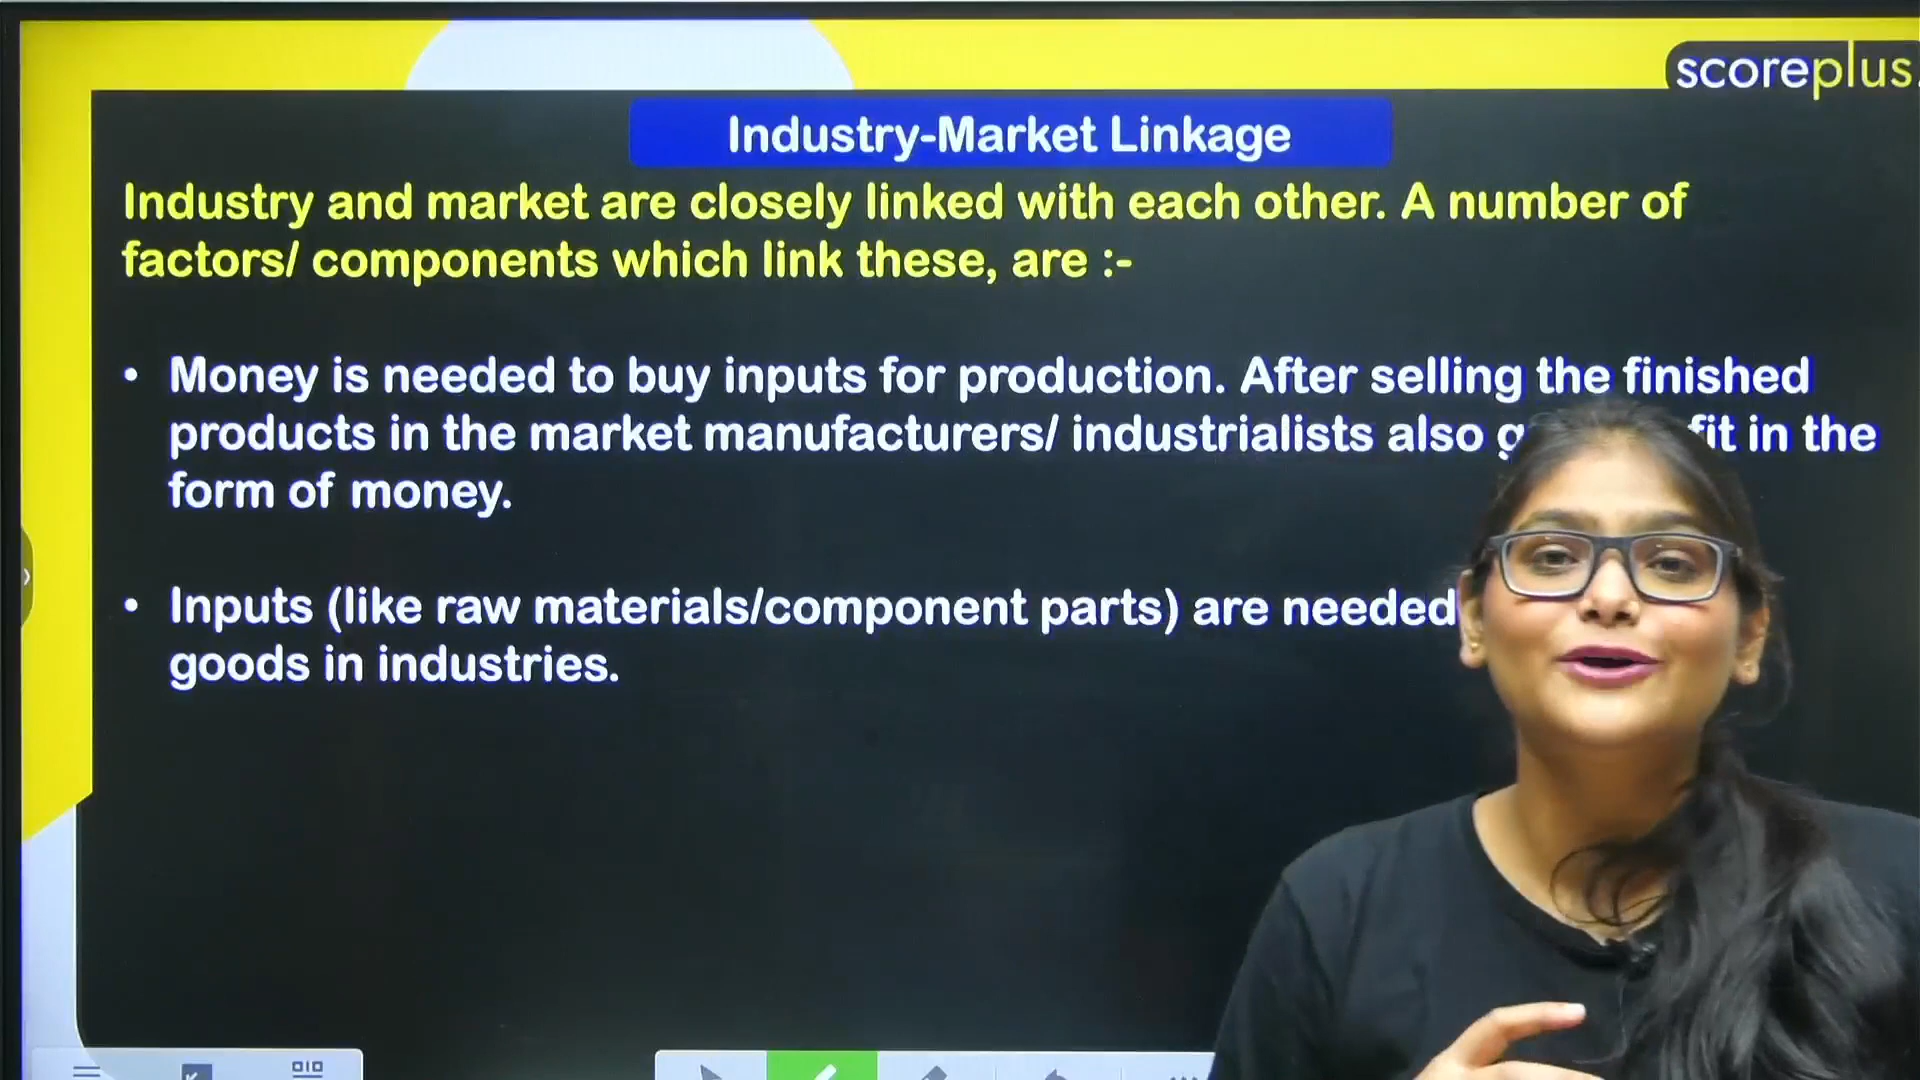 scoreplus.
Industry-Market Linkage
Industry and market are closely linked with each other. A number of
factors/ components which link these, are :-
• Money is needed to buy inputs for production. After selling the finished
products in the market manufacturers/ industrialists also in the
form of money.
• Inputs (like raw materials/component parts) are needed
goods in industries.